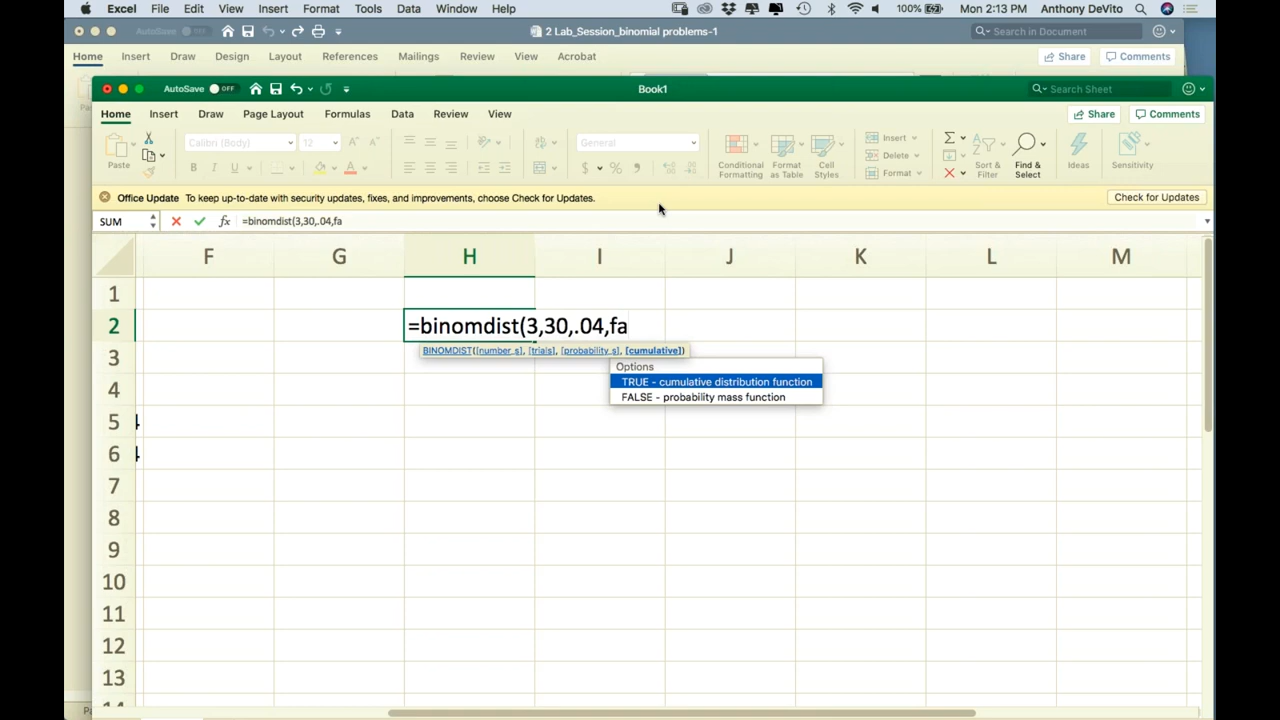 Excel File Edit View Insert Format Tools Data Window Help 100% Mon 2:13 PM Anthony DeVito
AutoSave OFF 2 Lab_Session_binomial problems-1 Search in Document
Home Insert Draw Design Layout References Mailings Review View Acrobat Share Comments
AutoSave OFF Book1 Search Sheet
Home Insert Draw Page Layout Formulas Data Review View Share Comments
Paste Calibri (Body) 12 A A General Conditional Formatting Format as Table Cell Styles Insert Delete Format Sort & Filter Find & Select Ideas Sensitivity
B I U A $ % ,
Office Update To keep up-to-date with security updates, fixes, and improvements, choose Check for Updates. Check for Updates
SUM fx =binomdist(3,30,.04,fa
F G H I J K L M
1
2 =binomdist(3,30,.04,fa
BINOMDIST([number_s], [trials], [probability_s], [cumulative])
3
Options
TRUE - cumulative distribution function
4 FALSE - probability mass function
5 4
6 4
7
8
9
10
11
12
13